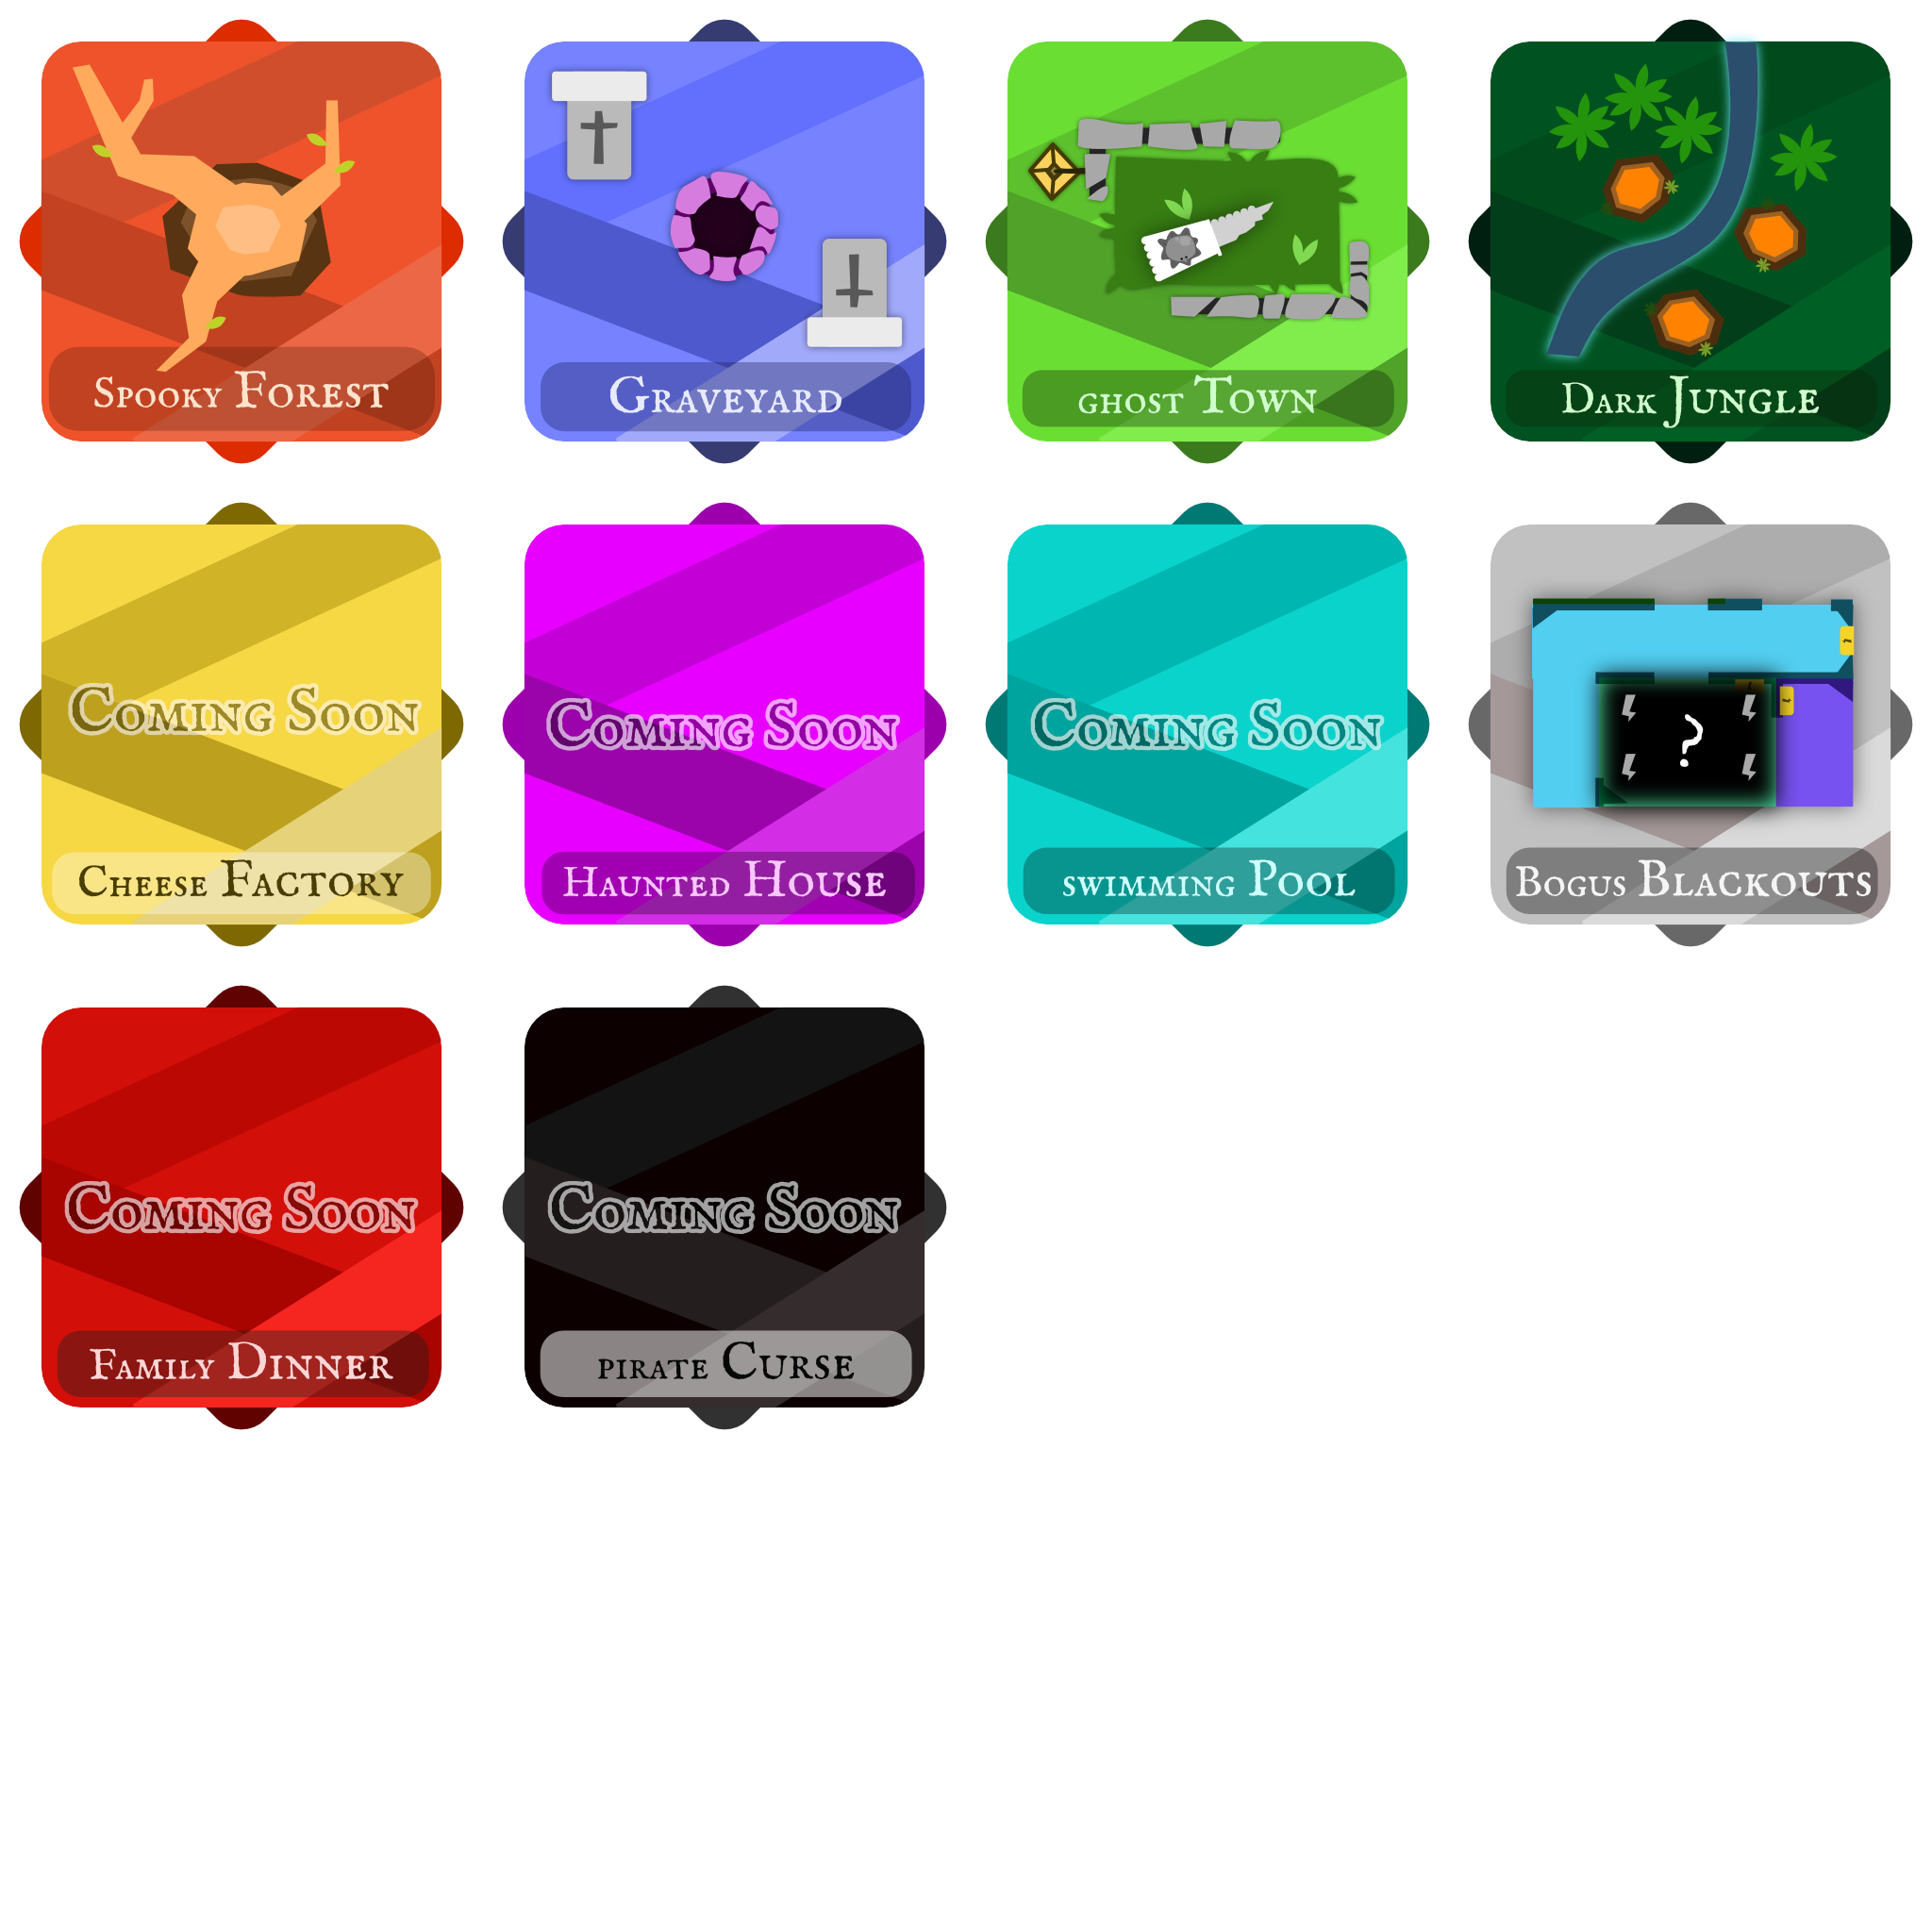 Spooky Forest
Graveyard
ghost Town
Dark Jungle
Coming Soon
Cheese Factory
Coming Soon
Haunted House
Coming Soon
swimming Pool
?
Bogus Blackouts
Coming Soon
Family Dinner
Coming Soon
pirate Curse